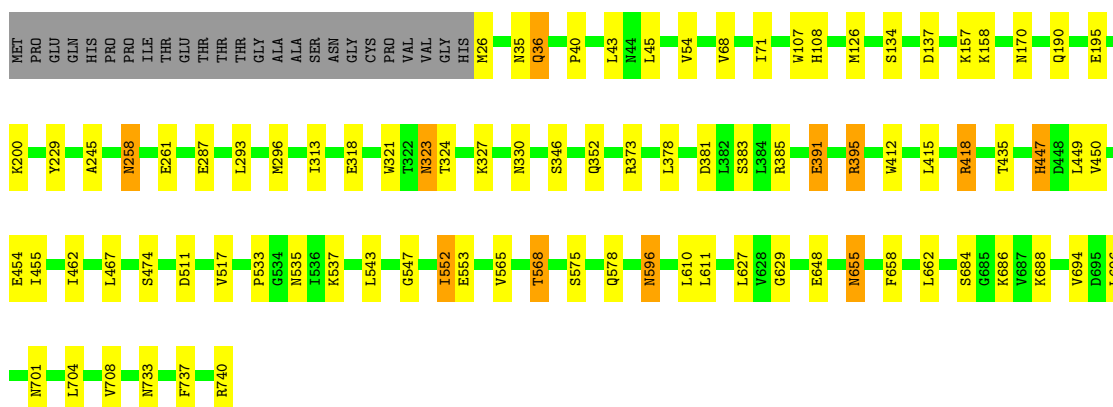 MET PRO GLU GLN HIS PRO PRO ILE THR GLU THR THR THR GLY ALA ALA SER ASN GLY CYS PRO VAL VAL GLY HIS M26 N35 Q36 P40 L43 N44 L45 V54 V68 I71 W107 H108 M126 S134 D137 K157 K158 N170 Q190 E195
K200 Y229 A245 N258 E261 E287 L293 M296 I313 E318 W321 T322 N323 T324 K327 N330 S346 Q352 R373 L378 D381 L382 S383 L384 R385 E391 R395 W412 L415 R418 T435 H447 D448 L449 V450
E454 I455 I462 L467 S474 D511 V517 P533 G534 N535 I536 K537 L543 G547 I552 E553 V565 T568 S575 Q578 N596 L610 L611 L627 V628 G629 E648 N655 F658 L662 S684 G685 K686 V687 K688 V694 D695
N701 L704 V708 N733 F737 R740